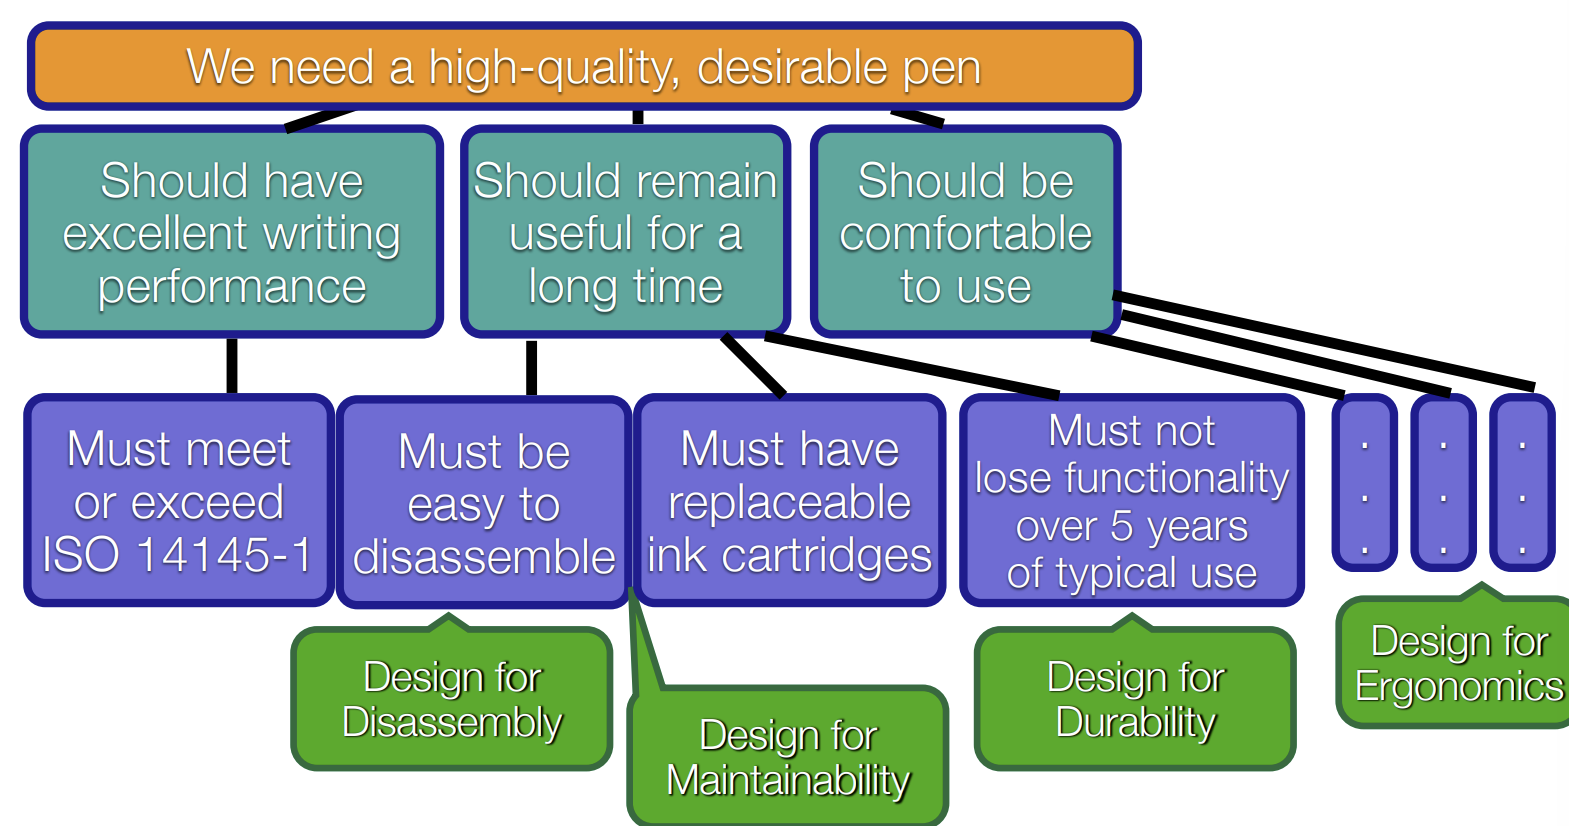 We need a high-quality, desirable pen
Should have
excellent writing
performance
Should remain
useful for a
long time
Should be
comfortable
to use
Must meet
or exceed
ISO 14145-1
Must be
easy to
disassemble
Must have
replaceable
ink cartridges
Must not
lose functionality
over 5 years
of typical use
.
.
.
.
.
.
.
.
.
Design for
Disassembly
Design for
Maintainability
Design for
Durability
Design for
Ergonomics